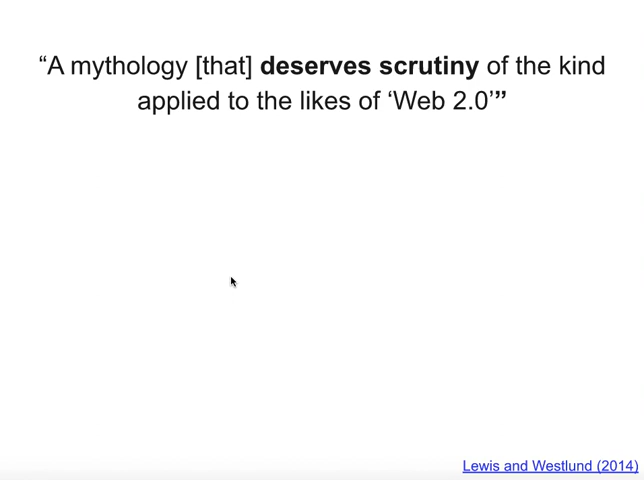 “A mythology [that] deserves scrutiny of the kind
applied to the likes of ‘Web 2.0’”
Lewis and Westlund (2014)